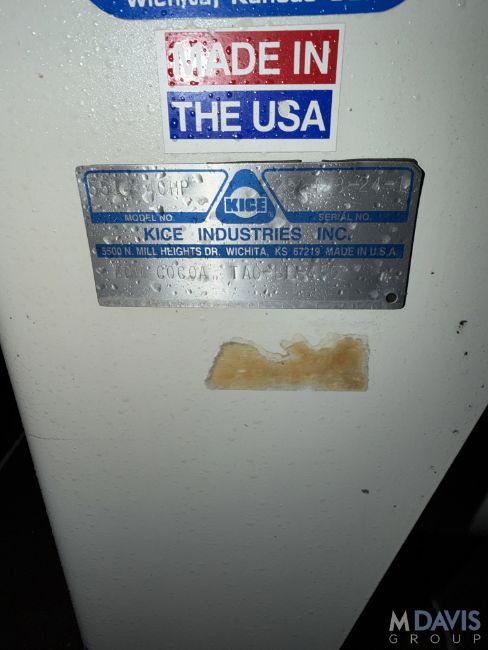 Wichita, Kansas
MADE IN
THE USA
KICE
MODEL NO. SERIAL NO.
KICE INDUSTRIES INC.
5500 N. MILL HEIGHTS DR. WICHITA, KS 67219 MADE IN U.S.A.
COCOA
M DAVIS
GROUP